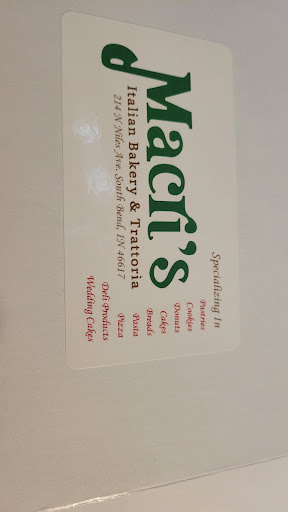 Macri's
Italian Bakery & Trattoria
214 N Niles Ave. South Bend, IN 46617
Specializing In
Pastries
Cookies
Donuts
Cakes
Breads
Pasta
Pizza
Deli Products
Wedding Cakes